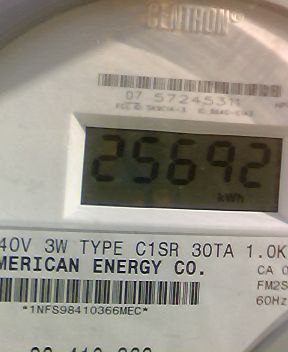 CENTRON®
07 57245311
25692
kWh
40V 3W TYPE C1SR 30TA 1.0K
MERICAN ENERGY CO.
CA 0
FM2S
60Hz
*1NFS98410366MEC*